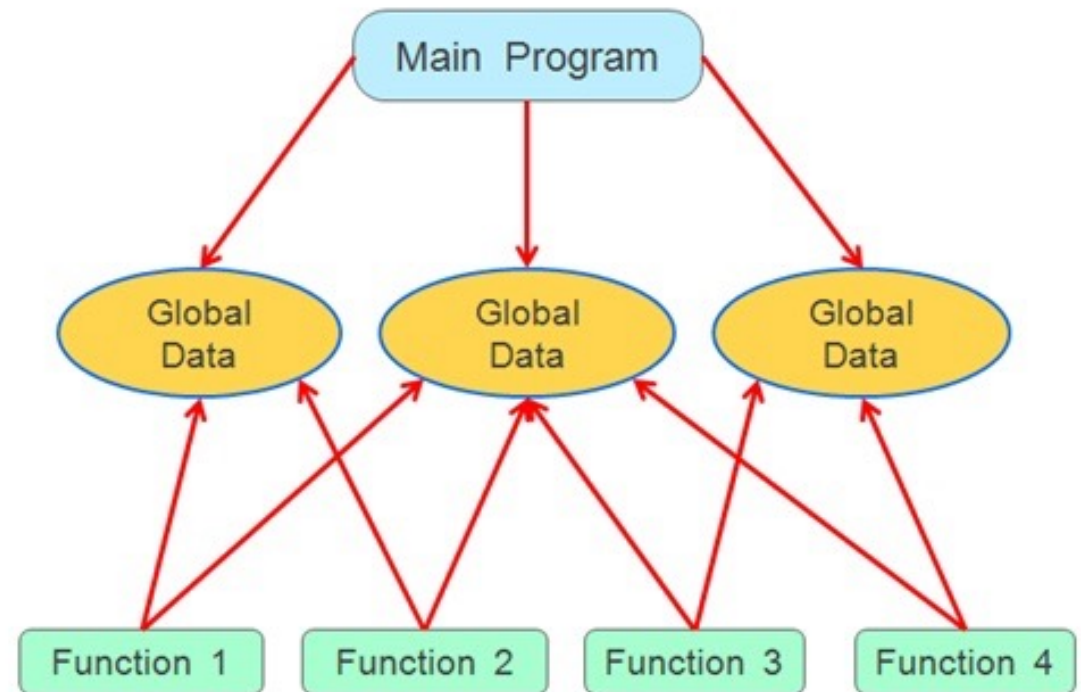 Main Program
Global
Data
Global
Data
Global
Data
Function 1
Function 2
Function 3
Function 4